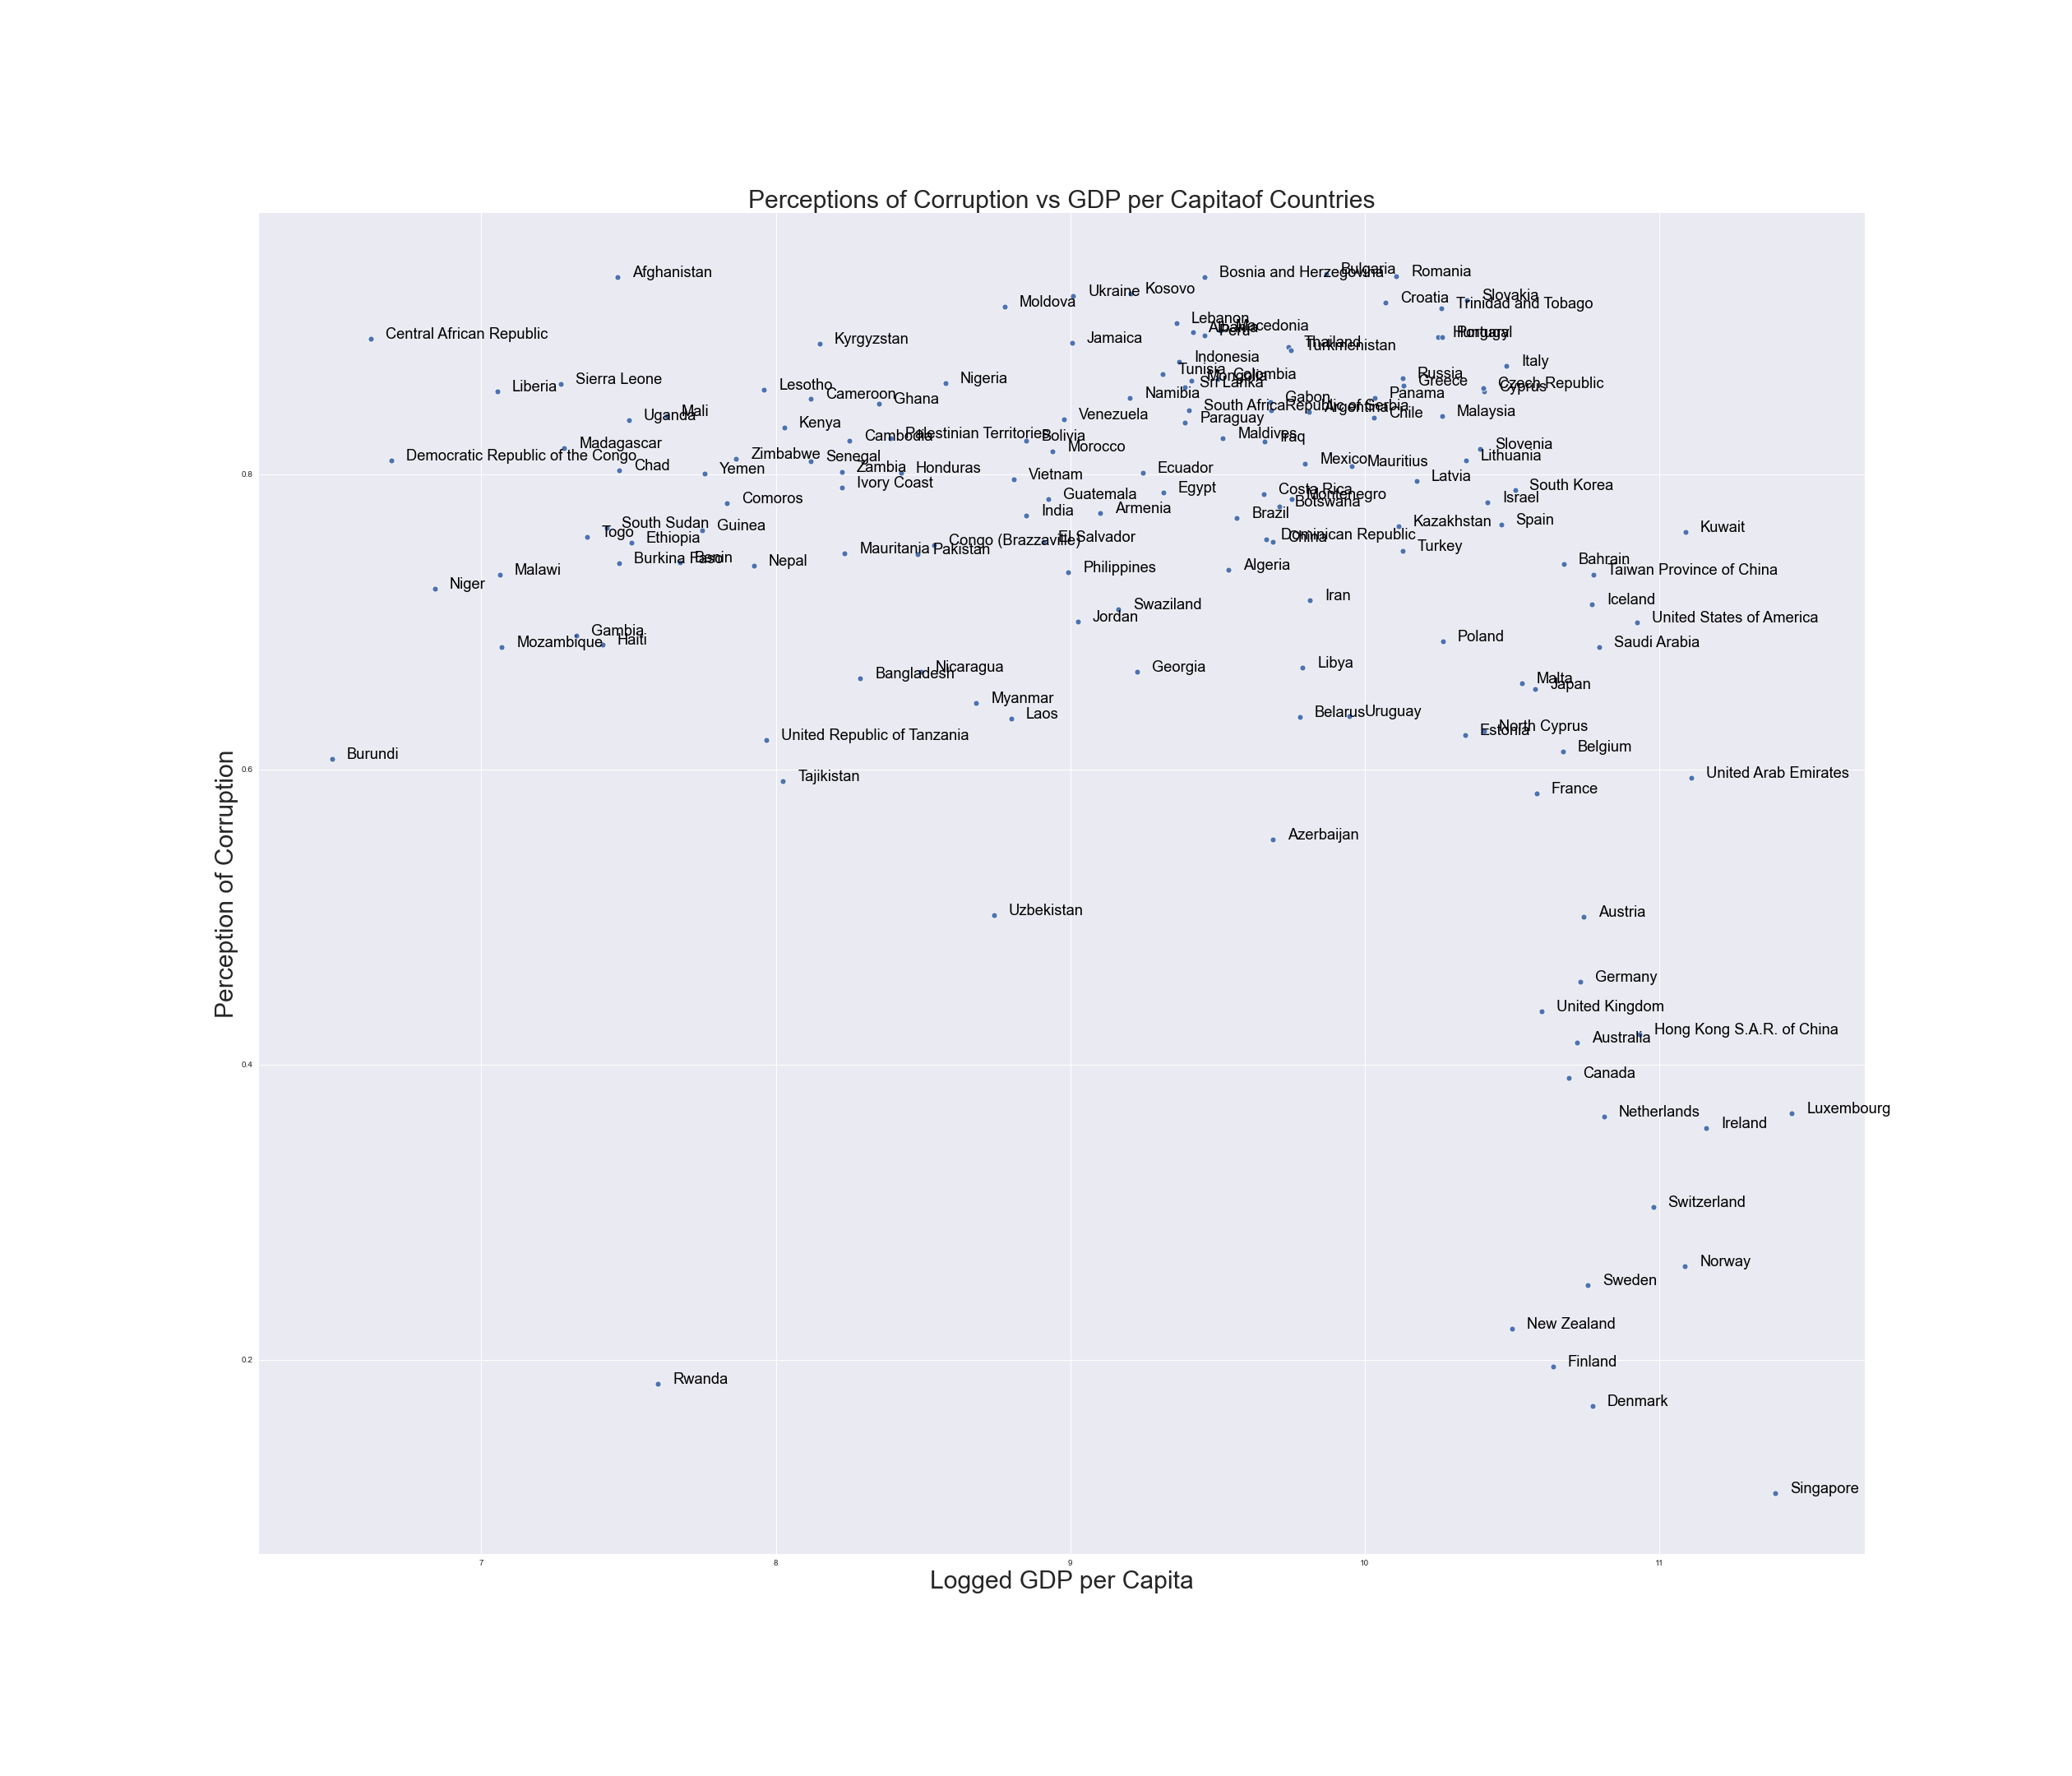 Perceptions of Corruption vs GDP per Capitaof Countries
Afghanistan
Bosnia and Herzegovina
Bulgaria
Romania
Ukraine
Kosovo
Moldova
Croatia
Slovakia
Trinidad and Tobago
Central African Republic
Kyrgyzstan
Jamaica
Lebanon
Albania
Peru
Macedonia
Thailand
Turkmenistan
Hungary
Portugal
Indonesia
Italy
Liberia
Sierra Leone
Lesotho
Cameroon
Ghana
Nigeria
Tunisia
Mongolia
Colombia
Sri Lanka
Russia
Greece
Czech Republic
Cyprus
Namibia
Gabon
Panama
Uganda
Mali
Kenya
Venezuela
South Africa
Republic of Serbia
Argentina
Paraguay
Chile
Malaysia
Cambodia
Palestinian Territories
Bolivia
Morocco
Maldives
Iraq
Madagascar
Democratic Republic of the Congo
Chad
Zimbabwe
Yemen
Senegal
Zambia
Honduras
Ivory Coast
Vietnam
Ecuador
Mexico
Mauritius
Slovenia
Lithuania
Latvia
0.8
Comoros
Guatemala
Egypt
Costa Rica
Montenegro
Botswana
South Korea
Israel
India
Armenia
Brazil
South Sudan
Togo
Guinea
Ethiopia
Kazakhstan
Spain
Kuwait
Burkina Faso
Benin
Nepal
Mauritania
Pakistan
Congo (Brazzaville)
El Salvador
Dominican Republic
China
Turkey
Niger
Malawi
Philippines
Algeria
Bahrain
Taiwan Province of China
Swaziland
Iran
Iceland
Jordan
United States of America
Gambia
Haiti
Mozambique
Poland
Saudi Arabia
Bangladesh
Nicaragua
Georgia
Libya
Malta
Japan
Myanmar
Laos
Belarus
Uruguay
North Cyprus
Estonia
United Republic of Tanzania
Belgium
Burundi
0.6
Tajikistan
United Arab Emirates
France
Azerbaijan
Uzbekistan
Austria
Germany
United Kingdom
Hong Kong S.A.R. of China
Australia
0.4
Canada
Netherlands
Luxembourg
Ireland
Switzerland
Norway
Sweden
New Zealand
0.2
Finland
Rwanda
Denmark
Singapore
Perception of Corruption
7 8 9 10 11
Logged GDP per Capita